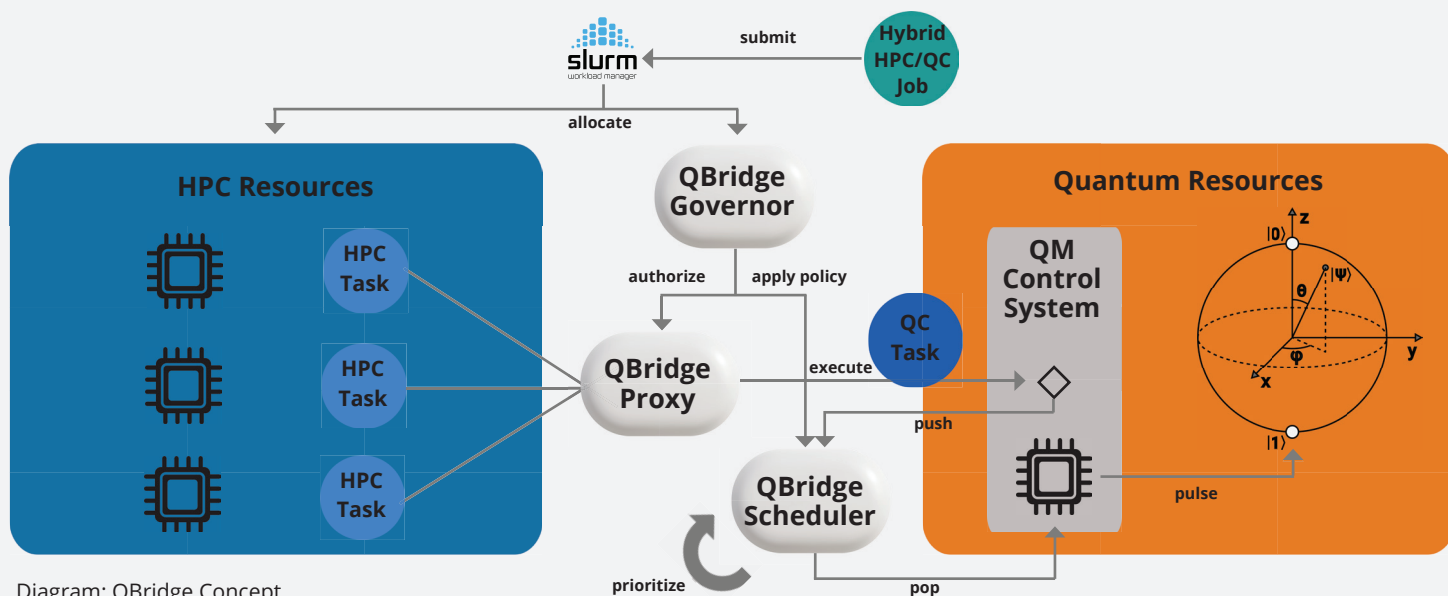 slurm
workload manager
submit
Hybrid
HPC/QC
Job
allocate
HPC Resources
HPC
Task
HPC
Task
HPC
Task
QBridge
Governor
authorize
apply policy
QBridge
Proxy
execute
QC
Task
push
QBridge
Scheduler
prioritize
pop
Quantum Resources
QM
Control
System
pulse
z
|0⟩
|Ψ⟩
θ
φ
x
y
|1⟩
Diagram: QBridge Concept